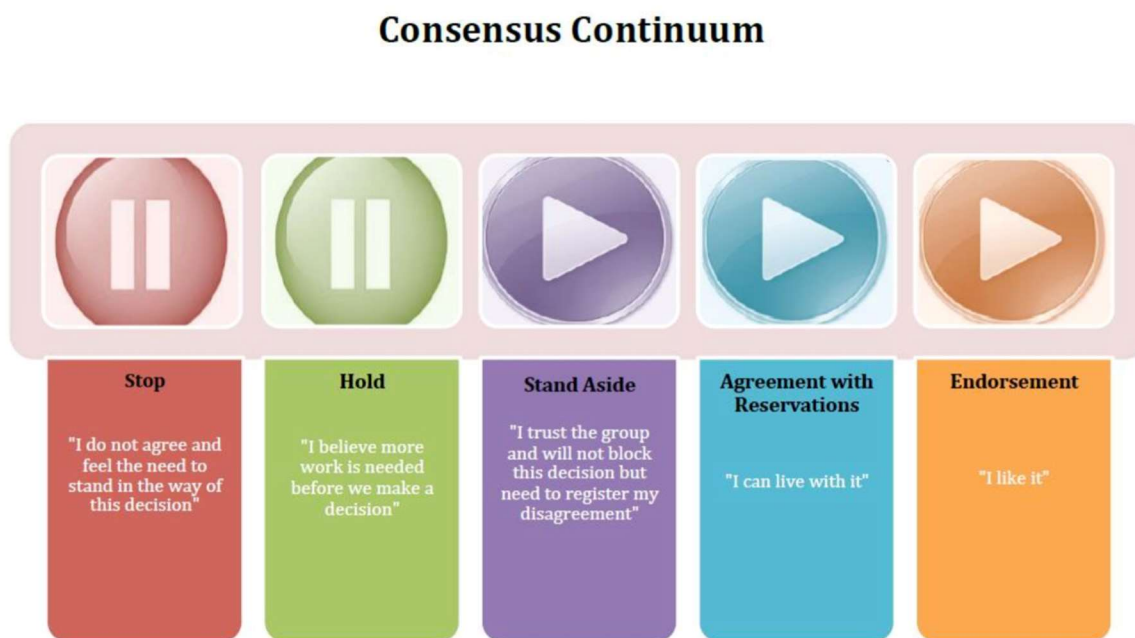 Consensus Continuum
Stop
"I do not agree and
feel the need to
stand in the way of
this decision"
Hold
"I believe more
work is needed
before we make a
decision"
Stand Aside
"I trust the group
and will not block
this decision but
need to register my
disagreement"
Agreement with
Reservations
"I can live with it"
Endorsement
"I like it"